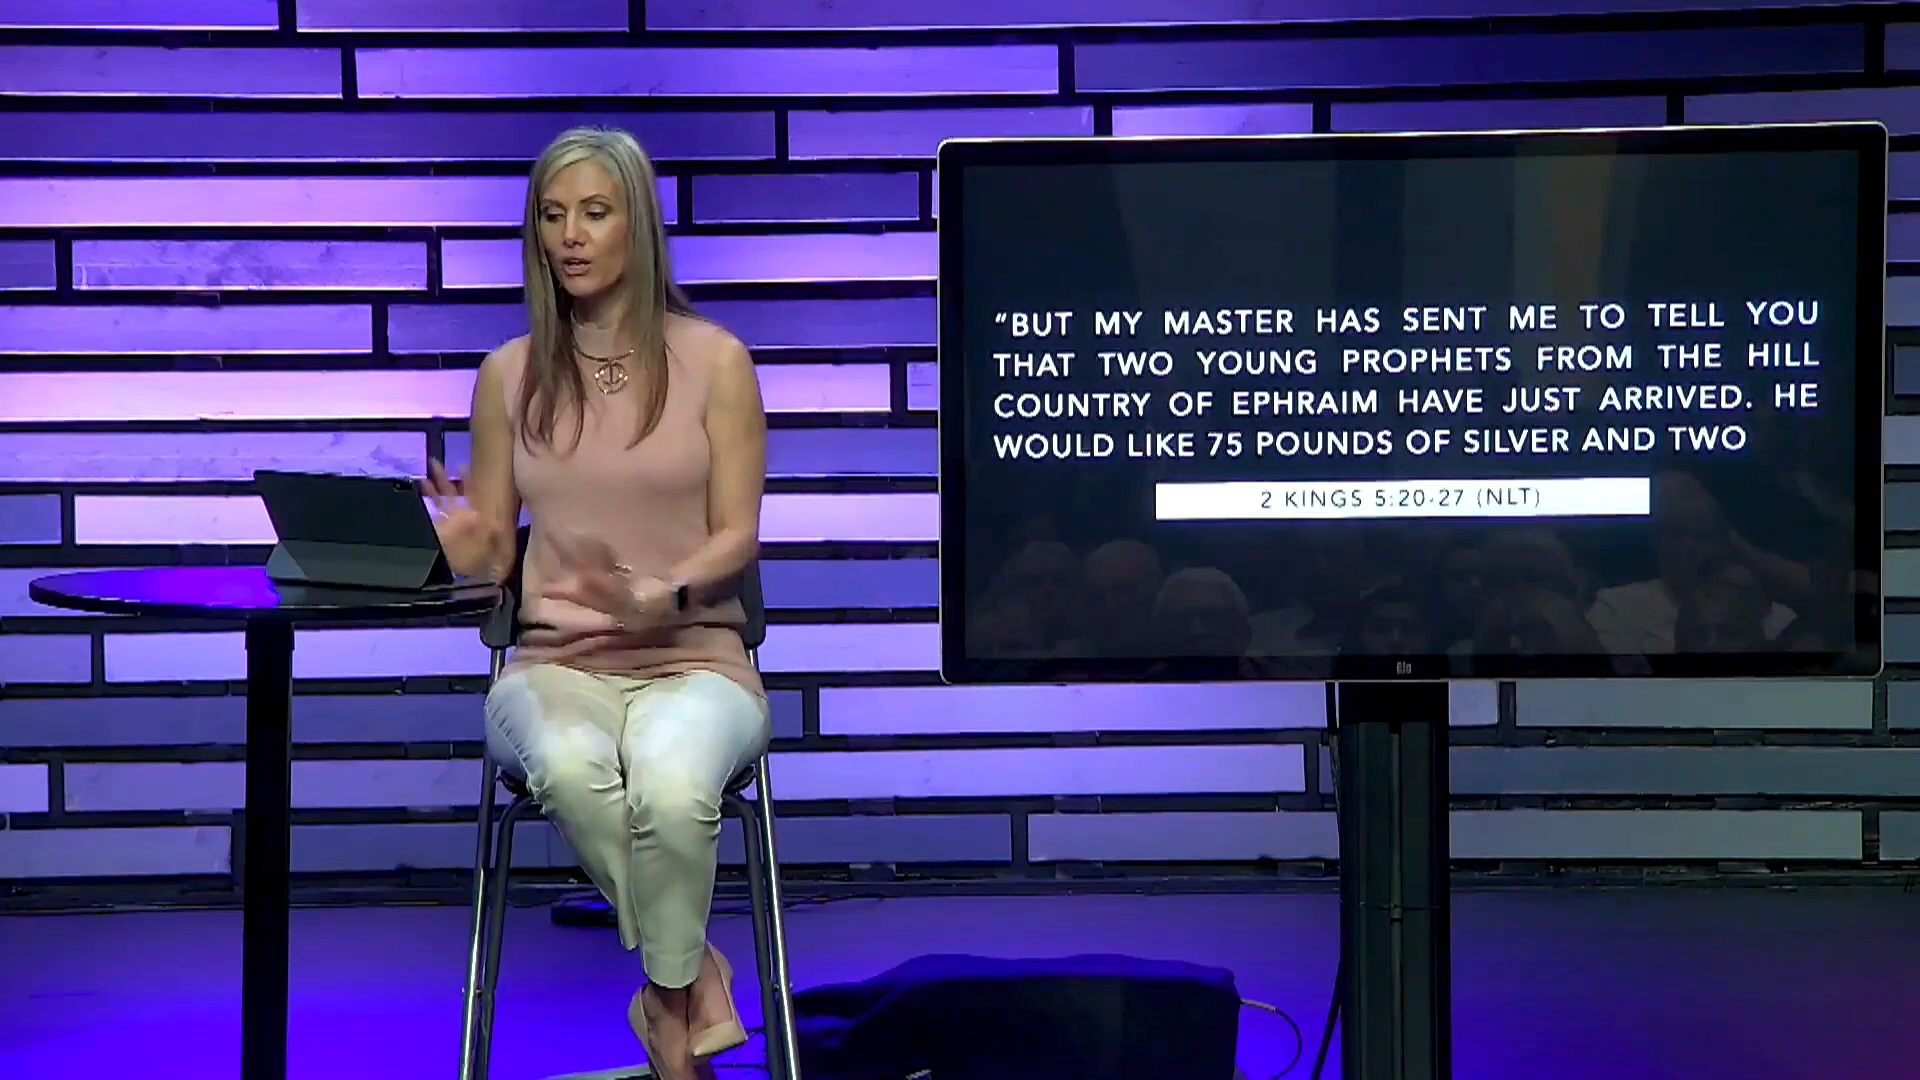 “BUT MY MASTER HAS SENT ME TO TELL YOU
THAT TWO YOUNG PROPHETS FROM THE HILL
COUNTRY OF EPHRAIM HAVE JUST ARRIVED. HE
WOULD LIKE 75 POUNDS OF SILVER AND TWO
2 KINGS 5:20-27 (NLT)
elo